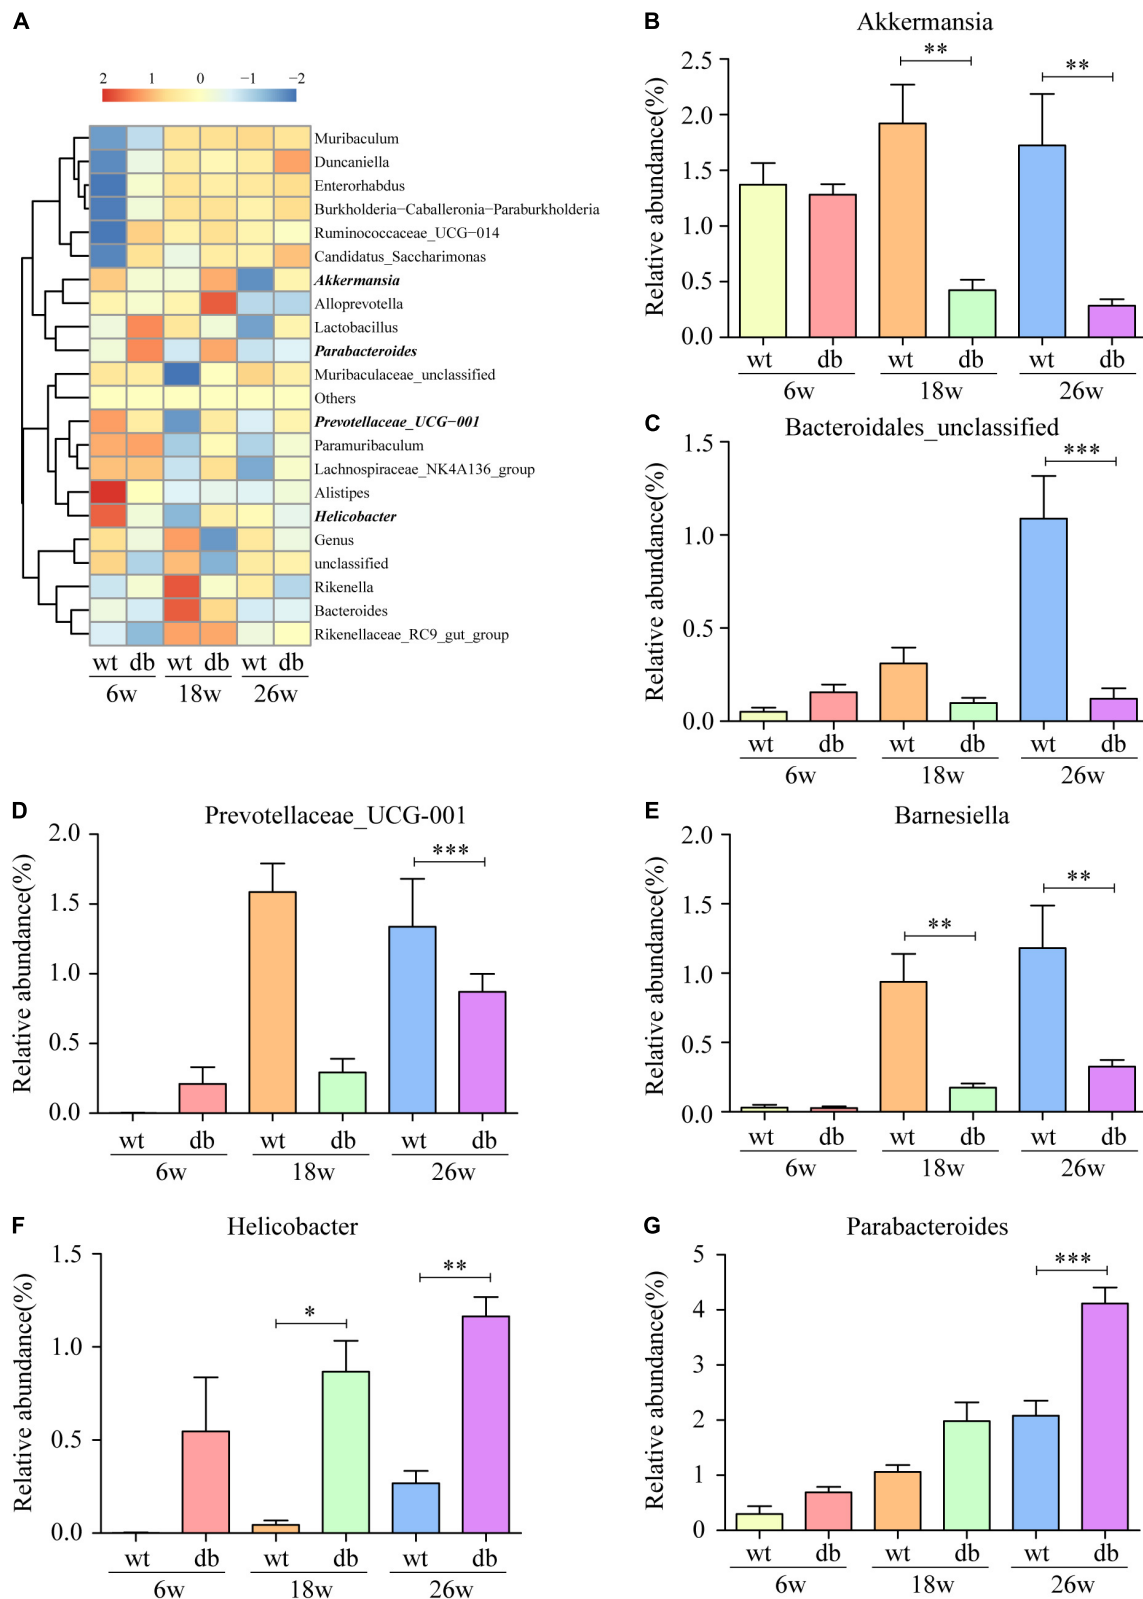 A
2 1 0 −1 −2
Muribaculum
Duncaniella
Enterorhabdus
Burkholderia−Caballeronia−Paraburkholderia
Ruminococcaceae_UCG−014
Candidatus_Saccharimonas
Akkermansia
Alloprevotella
Lactobacillus
Parabacteroides
Muribaculaceae_unclassified
Others
Prevotellaceae_UCG−001
Paramuribaculum
Lachnospiraceae_NK4A136_group
Alistipes
Helicobacter
Genus
unclassified
Rikenella
Bacteroides
Rikenellaceae_RC9_gut_group
wt db wt db wt db
6w 18w 26w
B
Akkermansia
Relative abundance(%)
2.5
2.0
1.5
1.0
0.5
0.0
** **
wt db wt db wt db
6w 18w 26w
C
Bacteroidales_unclassified
Relative abundance(%)
1.5
1.0
0.5
0.0
***
wt db wt db wt db
6w 18w 26w
D
Prevotellaceae_UCG-001
Relative abundance(%)
2.0
1.5
1.0
0.5
0.0
***
wt db wt db wt db
6w 18w 26w
E
Barnesiella
Relative abundance(%)
2.0
1.5
1.0
0.5
0.0
** **
wt db wt db wt db
6w 18w 26w
F
Helicobacter
Relative abundance(%)
1.5
1.0
0.5
0.0
* **
wt db wt db wt db
6w 18w 26w
G
Parabacteroides
Relative abundance(%)
5
4
3
2
1
0
***
wt db wt db wt db
6w 18w 26w